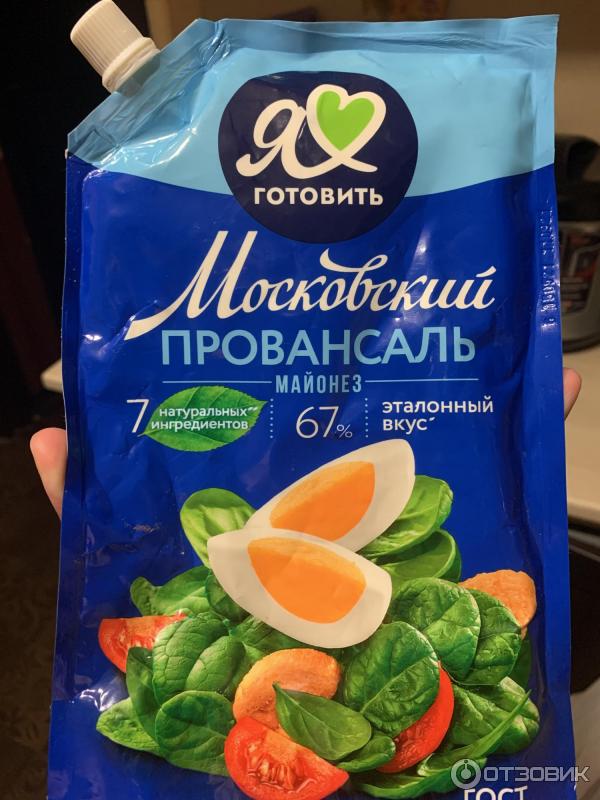 Я
ГОТОВИТЬ
Московский
ПРОВАНСАЛЬ
МАЙОНЕЗ
7 натуральных**
ингредиентов
67%
эталонный
вкус*
ГОСТ
ОТЗОВИК